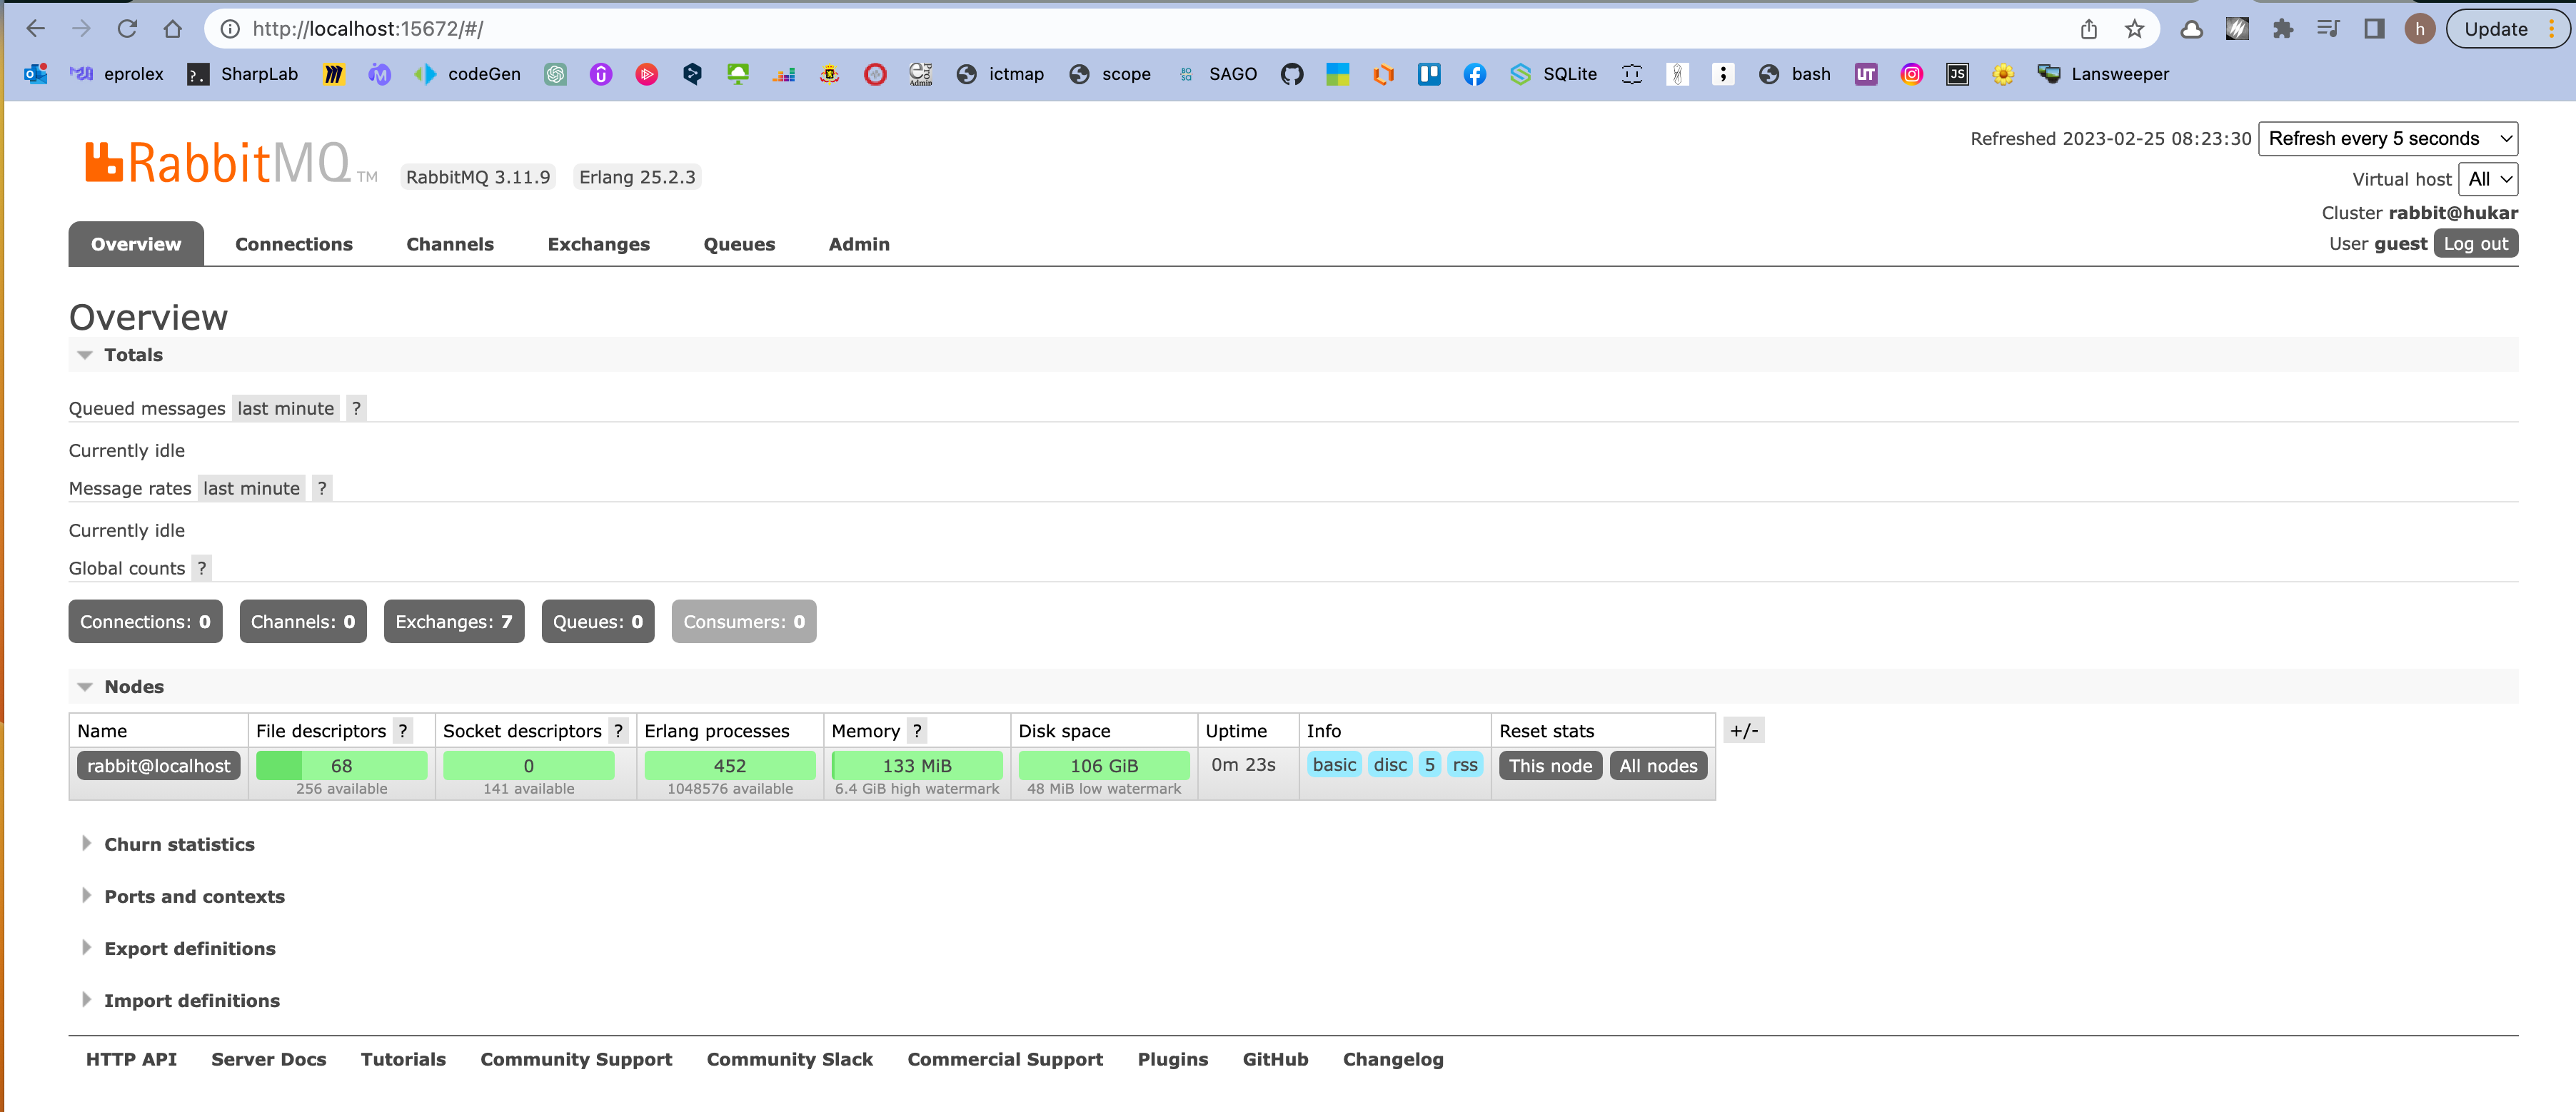 http://localhost:15672/#/
h
Update
eprolex
SharpLab
codeGen
ictmap
scope
SAGO
SQLite
bash
UT
JS
Lansweeper
RabbitMQ TM
RabbitMQ 3.11.9
Erlang 25.2.3
Refreshed 2023-02-25 08:23:30
Refresh every 5 seconds
Virtual host All
Cluster rabbit@hukar
User guest Log out
Overview Connections Channels Exchanges Queues Admin
Overview
Totals
Queued messages last minute ?
Currently idle
Message rates last minute ?
Currently idle
Global counts ?
Connections: 0 Channels: 0 Exchanges: 7 Queues: 0 Consumers: 0
Nodes
Name File descriptors ? Socket descriptors ? Erlang processes Memory ? Disk space Uptime Info Reset stats +/-
rabbit@localhost 68 0 452 133 MiB 106 GiB 0m 23s basic disc 5 rss This node All nodes
256 available 141 available 1048576 available 6.4 GiB high watermark 48 MiB low watermark
Churn statistics
Ports and contexts
Export definitions
Import definitions
HTTP API Server Docs Tutorials Community Support Community Slack Commercial Support Plugins GitHub Changelog